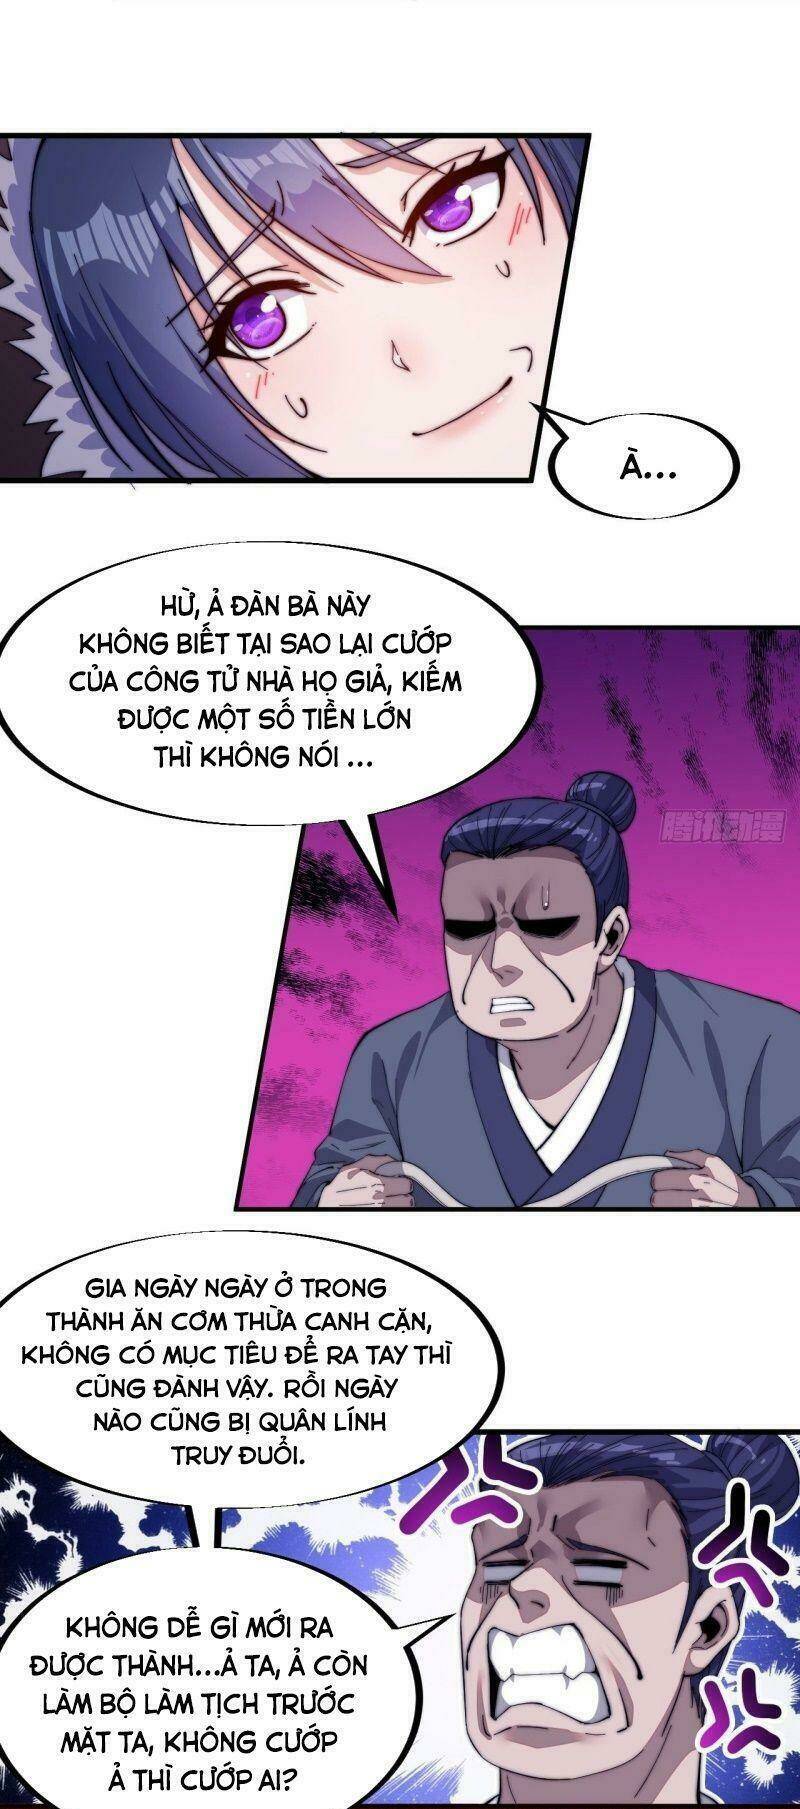 À...
HỪ, Ả ĐÀN BÀ NÀY
KHÔNG BIẾT TẠI SAO LẠI CƯỚP
CỦA CÔNG TỬ NHÀ HỌ GIẢ, KIẾM
ĐƯỢC MỘT SỐ TIỀN LỚN
THÌ KHÔNG NÓI ...
腾讯动漫
GIA NGÀY NGÀY Ở TRONG
THÀNH ĂN CƠM THỪA CANH CẶN,
KHÔNG CÓ MỤC TIÊU ĐỂ RA TAY THÌ
CŨNG ĐÀNH VẬY. RỒI NGÀY
NÀO CŨNG BỊ QUÂN LÍNH
TRUY ĐUỔI.
KHÔNG DỄ GÌ MỚI RA
ĐƯỢC THÀNH...Ả TA, Ả CÒN
LÀM BỘ LÀM TỊCH TRƯỚC
MẶT TA, KHÔNG CƯỚP
Ả THÌ CƯỚP AI?